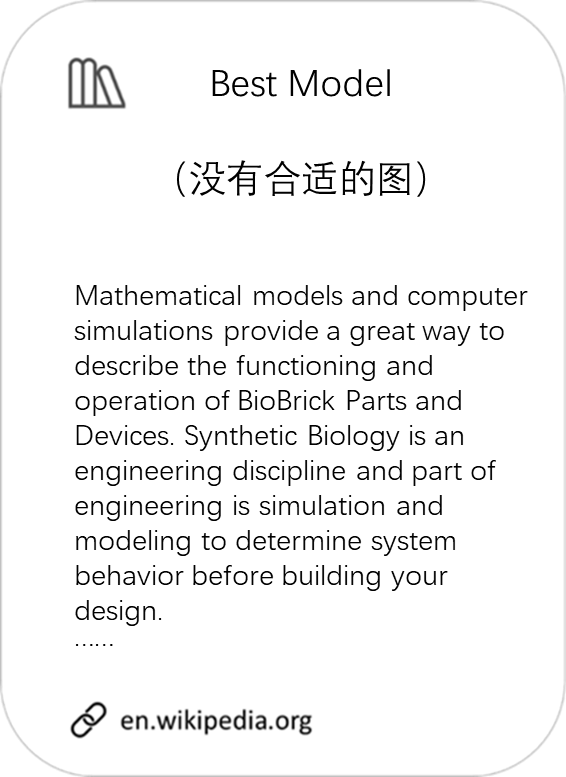 Best Model
（没有合适的图）
Mathematical models and computer
simulations provide a great way to
describe the functioning and
operation of BioBrick Parts and
Devices. Synthetic Biology is an
engineering discipline and part of
engineering is simulation and
modeling to determine system
behavior before building your
design.
......
en.wikipedia.org